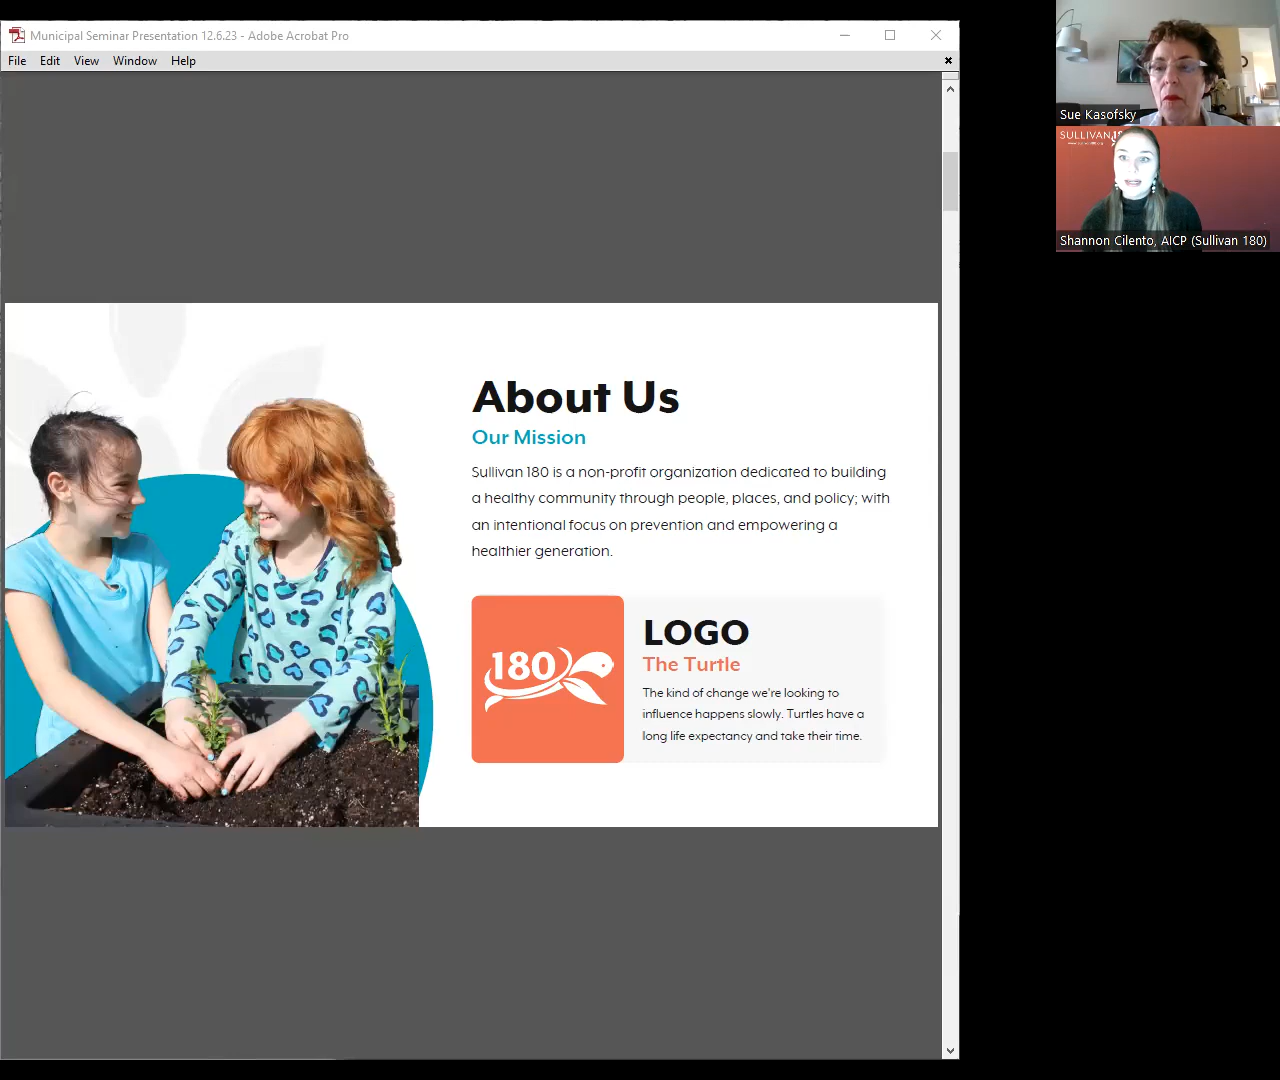 Municipal Seminar Presentation 12.6.23 - Adobe Acrobat Pro
File Edit View Window Help
About Us
Our Mission
Sullivan 180 is a non-profit organization dedicated to building
a healthy community through people, places, and policy; with
an intentional focus on prevention and empowering a
healthier generation.
180
LOGO
The Turtle
The kind of change we're looking to
influence happens slowly. Turtles have a
long life expectancy and take their time.
Sue Kasofsky
SULLIVAN 18
Shannon Cilento, AICP (Sullivan 180)